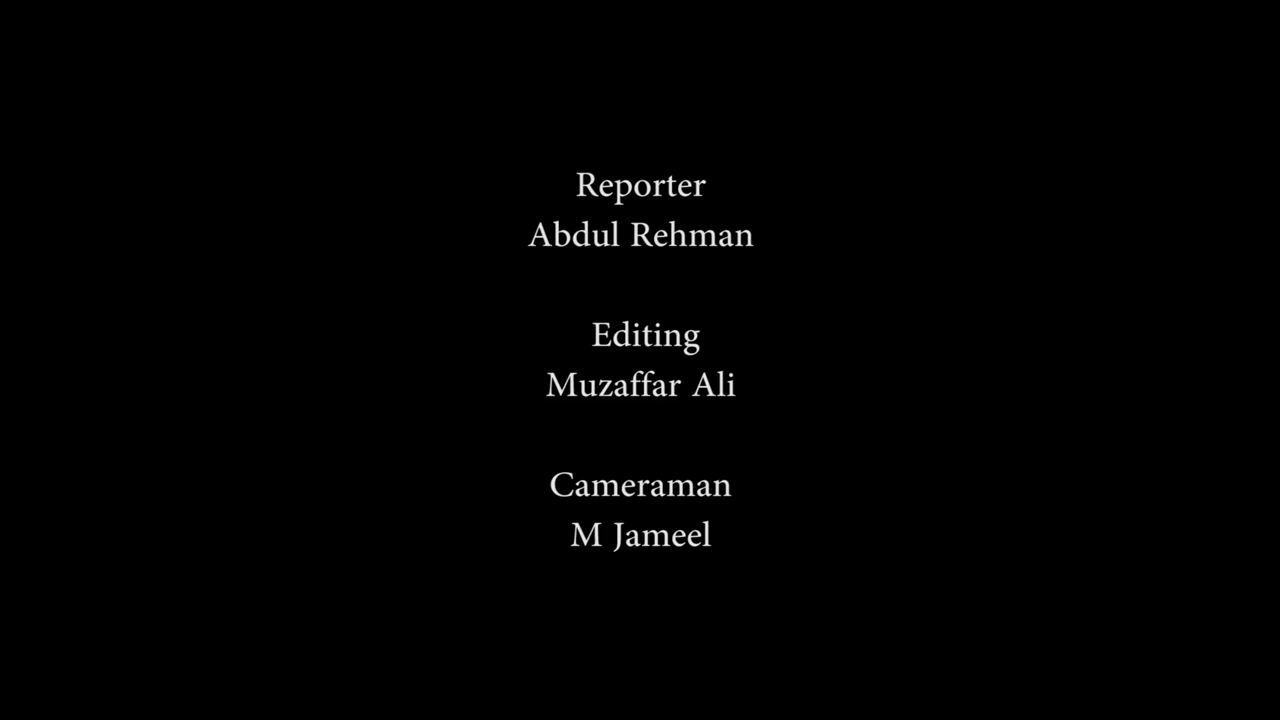 Reporter
Abdul Rehman
Editing
Muzaffar Ali
Cameraman
M Jameel